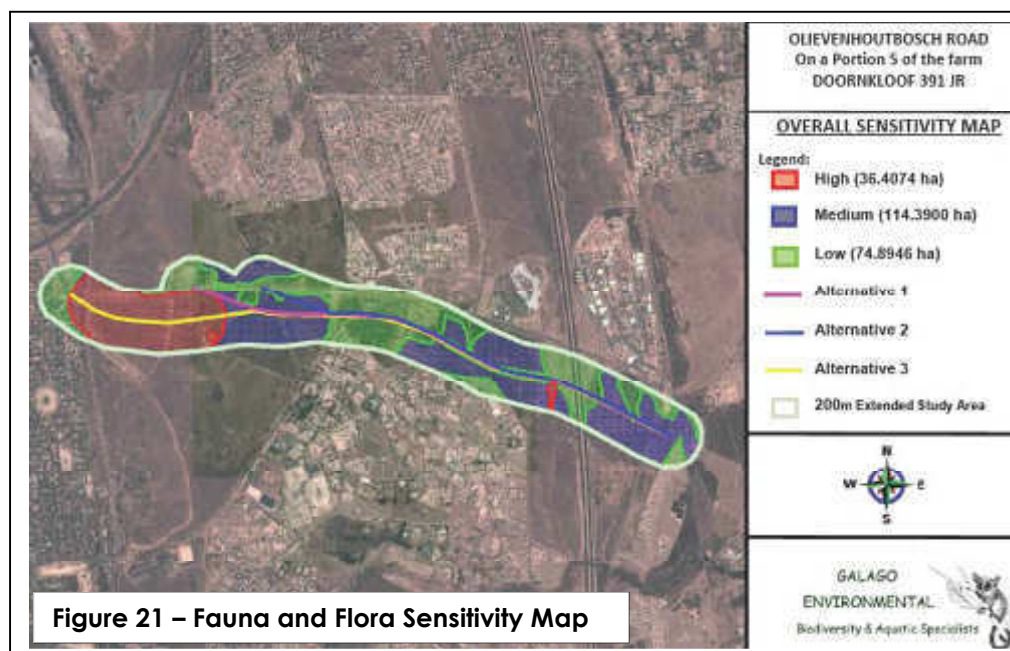 OLIEVENHOUTBOSCH ROAD
On a Portion 5 of the farm
DOORNKLOOF 391 JR
OVERALL SENSITIVITY MAP
Legend:
High (36.4074 ha)
Medium (114.3900 ha)
Low (74.8946 ha)
Alternative 1
Alternative 2
Alternative 3
200m Extended Study Area
N
W E
S
GALAGO
ENVIRONMENTAL
Biodiversity & Aquatic Specialists
Figure 21 – Fauna and Flora Sensitivity Map